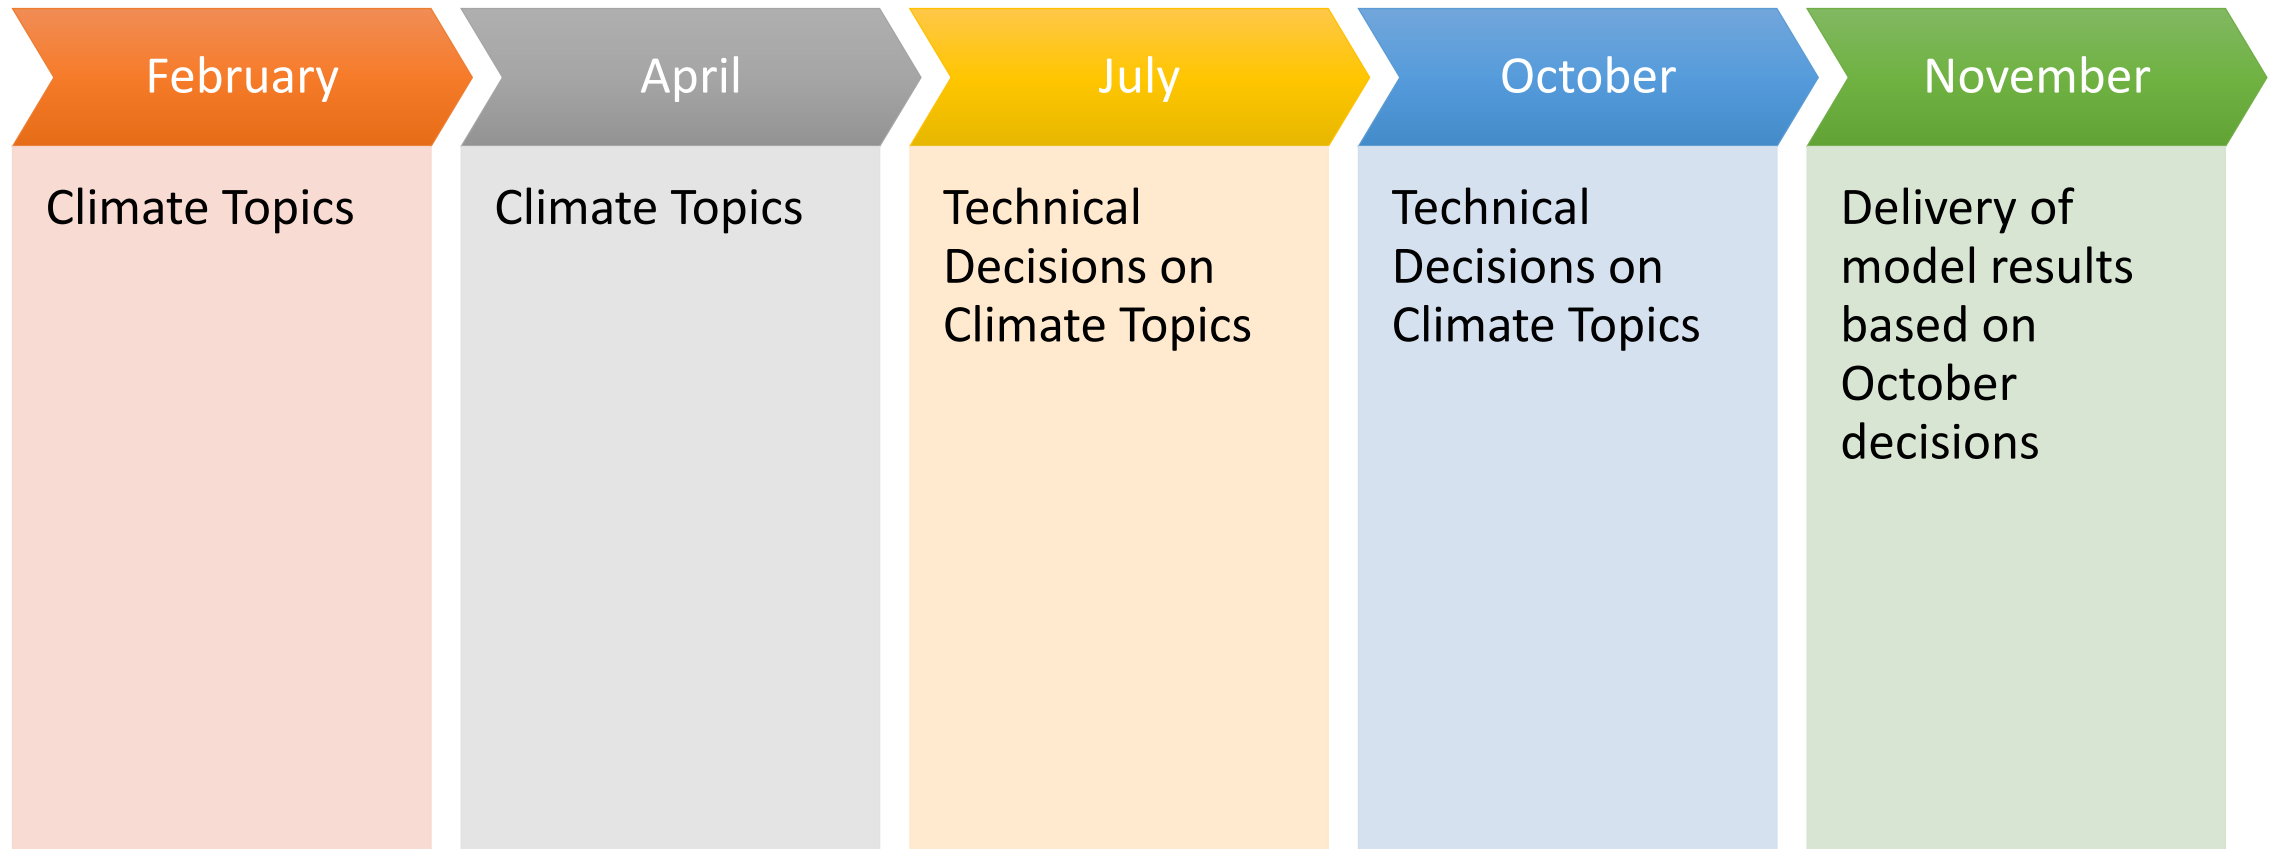 February
Climate Topics
April
Climate Topics
July
Technical
Decisions on
Climate Topics
October
Technical
Decisions on
Climate Topics
November
Delivery of
model results
based on
October
decisions